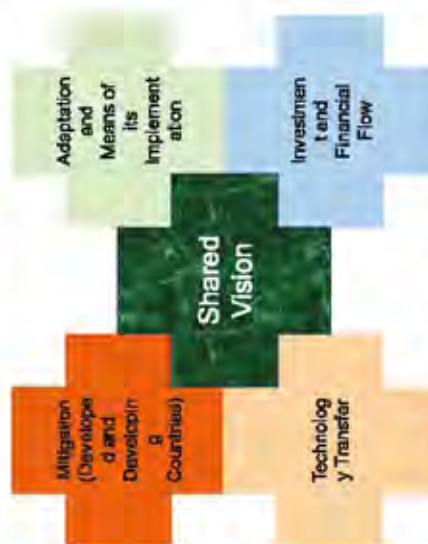 Technolog
y Transfer
Mitigation
(Develope
d and
Developin
g
Countries)
Shared
Vision
Investmen
t and
Financial
Flow
Adaptation
and
Means of
its
Implement
ation